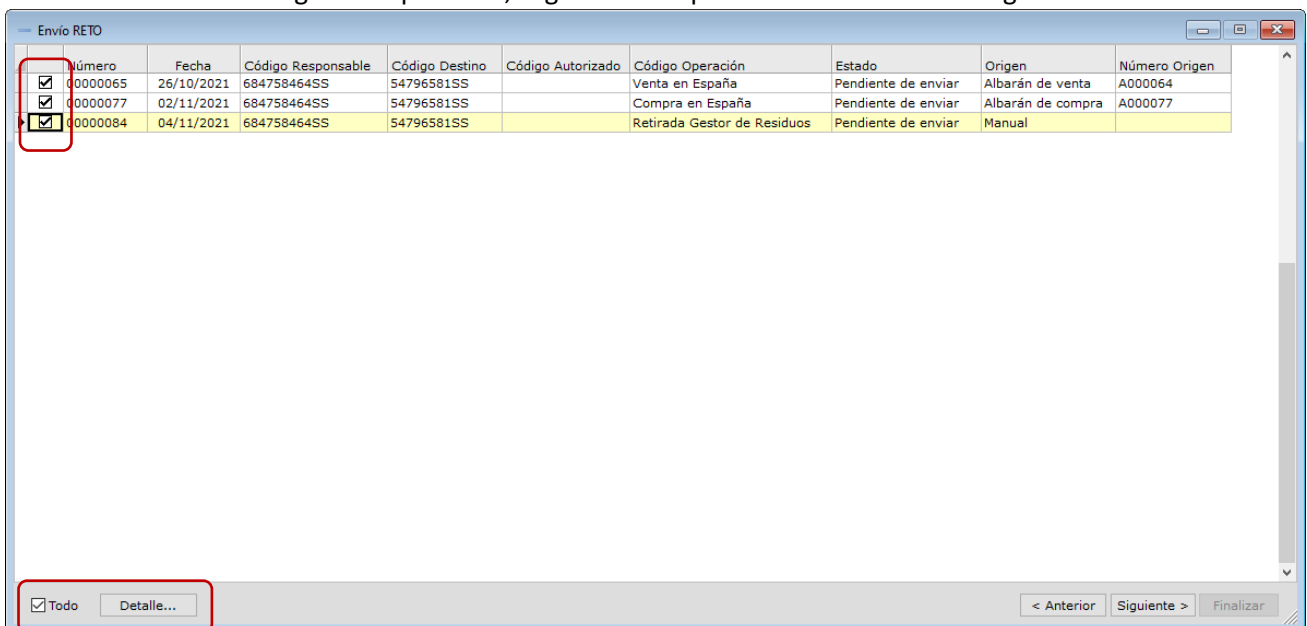 Envío RETO
Número Fecha Código Responsable Código Destino Código Autorizado Código Operación Estado Origen Número Origen
00000065 26/10/2021 684758464SS 54796581SS Venta en España Pendiente de enviar Albarán de venta A000064
00000077 02/11/2021 684758464SS 54796581SS Compra en España Pendiente de enviar Albarán de compra A000077
00000084 04/11/2021 684758464SS 54796581SS Retirada Gestor de Residuos Pendiente de enviar Manual
Todo Detalle... < Anterior Siguiente > Finalizar